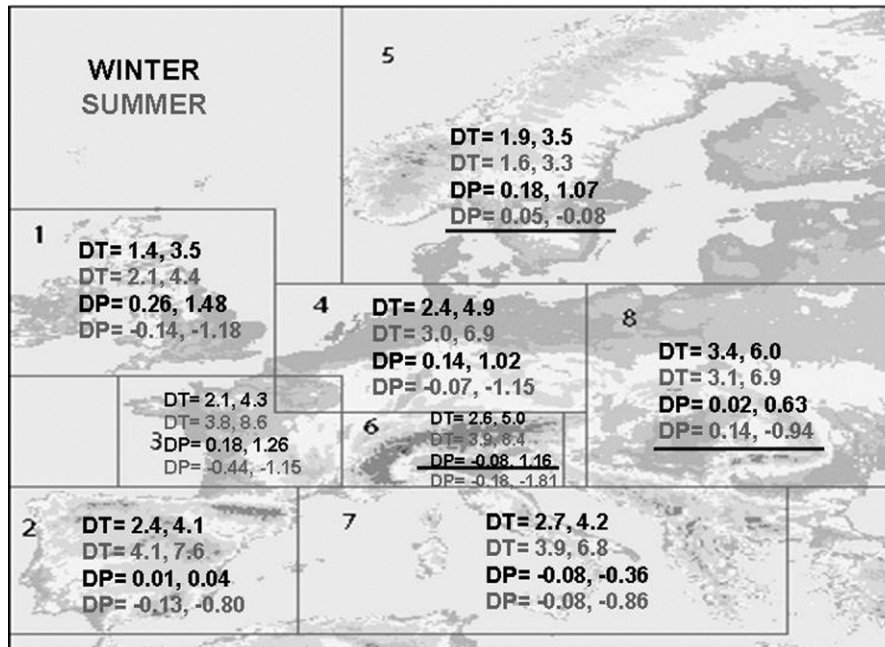 WINTER
SUMMER
5
DT= 1.9, 3.5
DT= 1.6, 3.3
DP= 0.18, 1.07
DP= 0.05, -0.08
1
DT= 1.4, 3.5
DT= 2.1, 4.4
DP= 0.26, 1.48
DP= -0.14, -1.18
4
DT= 2.4, 4.9
DT= 3.0, 6.9
DP= 0.14, 1.02
DP= -0.07, -1.15
8
DT= 3.4, 6.0
DT= 3.1, 6.9
DP= 0.02, 0.63
DP= 0.14, -0.94
3
DT= 2.1, 4.3
DT= 3.8, 8.6
DP= 0.18, 1.26
DP= -0.44, -1.15
6
DT= 2.6, 5.0
DT= 3.9, 8.4
DP= -0.08, 1.16
DP= -0.18, -1.81
2
DT= 2.4, 4.1
DT= 4.1, 7.6
DP= 0.01, 0.04
DP= -0.13, -0.80
7
DT= 2.7, 4.2
DT= 3.9, 6.8
DP= -0.08, -0.36
DP= -0.08, -0.86